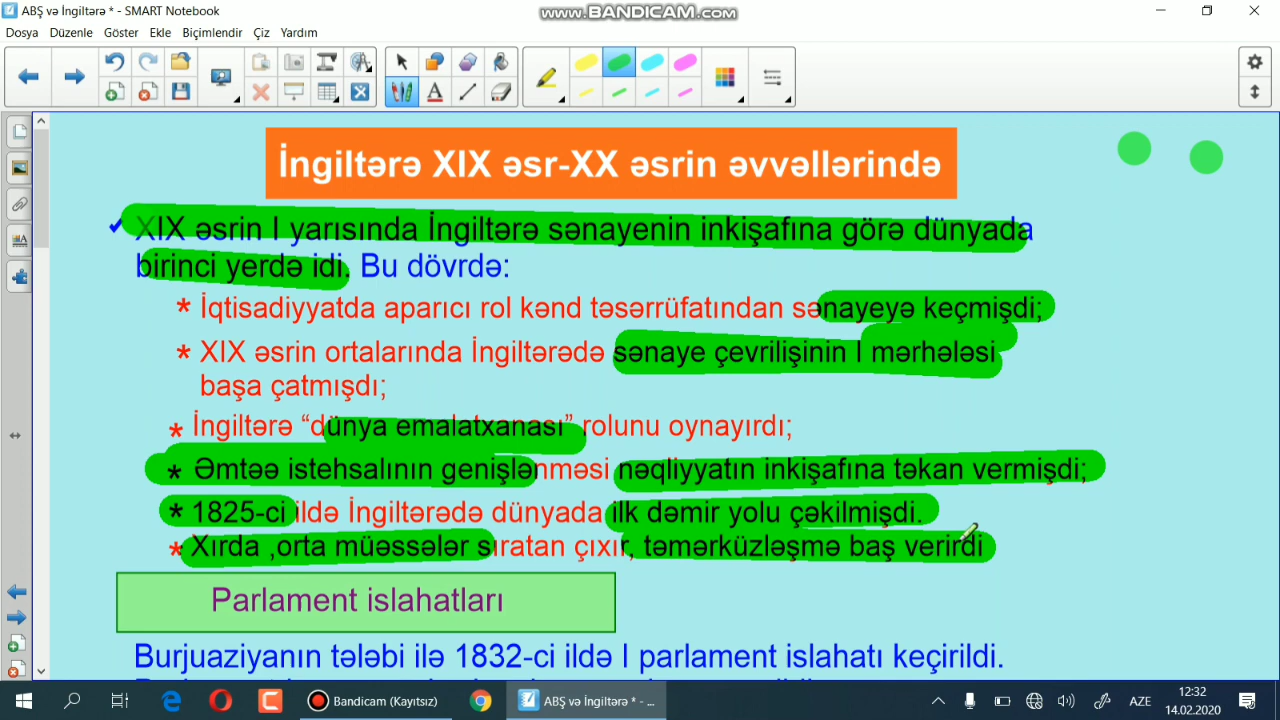 ABŞ və İngiltərə * - SMART Notebook
www.BANDICAM.com
Dosya Düzenle Göster Ekle Biçimlendir Çiz Yardım
İngiltərə XIX əsr-XX əsrin əvvəllərində
XIX əsrin I yarısında İngiltərə sənayenin inkişafına görə dünyada
birinci yerdə idi. Bu dövrdə:
* İqtisadiyyatda aparıcı rol kənd təsərrüfatından sənayeyə keçmişdi;
* XIX əsrin ortalarında İngiltərədə sənaye çevrilişinin I mərhələsi
başa çatmışdı;
* İngiltərə “dünya emalatxanası” rolunu oynayırdı;
* Əmtəə istehsalının genişlənməsi nəqliyyatın inkişafına təkan vermişdi;
* 1825-ci ildə İngiltərədə dünyada ilk dəmir yolu çəkilmişdi.
* Xırda ,orta müəssələr sıratan çıxır, təmərküzləşmə baş verirdi
Parlament islahatları
Burjuaziyanın tələbi ilə 1832-ci ildə I parlament islahatı keçirildi.
Bandicam (Kayıtsız)
ABŞ və İngiltərə * - ...
AZE
12:32
14.02.2020